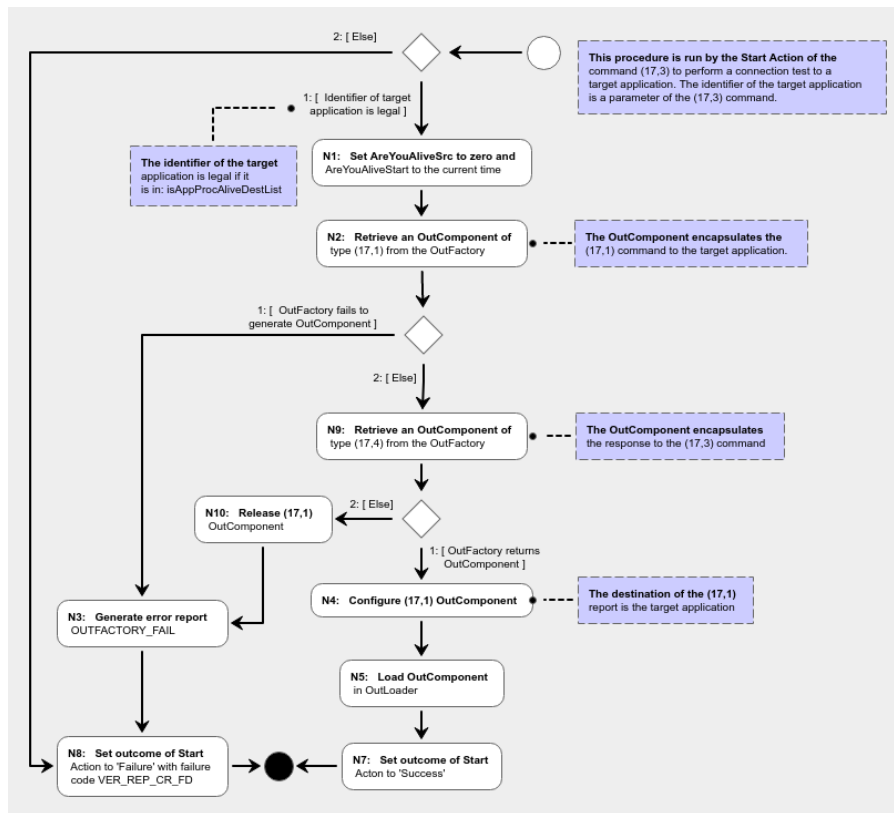 2: [ Else]
This procedure is run by the Start Action of the
command (17,3) to perform a connection test to a
target application. The identifier of the target application
is a parameter of the (17,3) command.
1: [  Identifier of target
application is legal ]
The identifier of the target
application is legal if it
is in: isAppProcAliveDestList
N1:   Set AreYouAliveSrc to zero and
AreYouAliveStart to the current time
N2:   Retrieve an OutComponent of
type (17,1) from the OutFactory
The OutComponent encapsulates the
(17,1) command to the target application.
1: [  OutFactory fails to
generate OutComponent ]
2: [ Else]
N9:   Retrieve an OutComponent of
type (17,4) from the OutFactory
The OutComponent encapsulates
the response to the (17,3) command
N10:   Release (17,1)
OutComponent
2: [ Else]
1: [ OutFactory returns
OutComponent ]
N4:   Configure (17,1) OutComponent
The destination of the (17,1)
report is the target application
N3:   Generate error report
OUTFACTORY_FAIL
N5:   Load OutComponent
in OutLoader
N8:   Set outcome of Start
Action to 'Failure' with failure
code VER_REP_CR_FD
N7:   Set outcome of Start
Acton to 'Success'